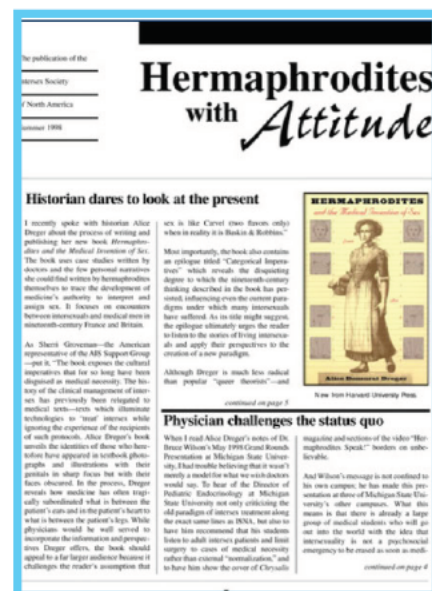 The publication of the
Intersex Society
of North America
summer 1998
Hermaphrodites
with Attitude
Historian dares to look at the present
I recently spoke with historian Alice
Dreger about the process of writing and
publishing her new book Hermaphro-
dites and the Medical Invention of Sex.
The book uses case studies written by
doctors and the few personal narratives
she could find written by hermaphrodites
themselves to trace the development of
medicine's authority to interpret and
assign sex. It focuses on encounters
between intersexuals and medical men in
nineteenth-century France and Britain.
As Sherri Groveman—the American
representative of the AIS Support Group
—put it, "The book exposes the cultural
imperatives that for so long have been
disguised as medical necessity. The his-
tory of the clinical management of inter-
sex has previously been relegated to
medical texts—texts which illuminate
technologies to 'treat' intersex while
ignoring the experience of the recipients
of such protocols. Alice Dreger's book
unveils the identities of those who here-
tofore have appeared in textbook photo-
graphs and illustrations with their
genitals in sharp focus but with their
faces obscured. In the process, Dreger
reveals how medicine has often tragi-
cally subordinated what is between the
patient's ears and in the patient's heart to
what is between the patient's legs. While
physicians would be well served to
incorporate the information and perspec-
tives Dreger offers, the book should
appeal to a far larger audience because it
challenges the reader's assumption that
sex is like Carvel (two flavors only)
when in reality it is Baskin & Robbins."
Most importantly, the book also contains
an epilogue titled "Categorical Impera-
tives" which reveals the disquieting
degree to which the nineteenth-century
thinking described in the book has per-
sisted, influencing even the current para-
digms under which many intersexuals
have suffered. As its title might suggest,
the epilogue ultimately urges the reader
to listen to the stories of living intersexu-
als and apply their perspectives to the
creation of a new paradigm.
Although Dreger is much less radical
than popular "queer theorists"—and
continued on page 5
HERMAPHRODITES
and the Medical Invention of Sex
Alice Domurat Dreger
New from Harvard University Press.
Physician challenges the status quo
When I read Alice Dreger's notes of Dr.
Bruce Wilson's May 1998 Grand Rounds
Presentation at Michigan State Univer-
sity, I had trouble believing that it wasn't
merely a model for what we wish doctors
would say. To hear of the Director of
Pediatric Endocrinology at Michigan
State University not only criticizing the
old paradigm of intersex treatment along
the exact same lines as ISNA, but also to
have him recommend that his students
listen to adult intersex patients and limit
surgery to cases of medical necessity
rather than external "normalization," and
to have him show the cover of Chrysalis
magazine and sections of the video "Her-
maphrodites Speak!" borders on unbe-
lievable.
And Wilson's message is not confined to
his own campus; he has made this pre-
sentation at three of Michigan State Uni-
versity's other campuses. What this
means is that there is already a large
group of medical students who will go
out into the world with the idea that
intersexuality is not a psychosocial
emergency to be erased as soon as medi-
continued on page 4